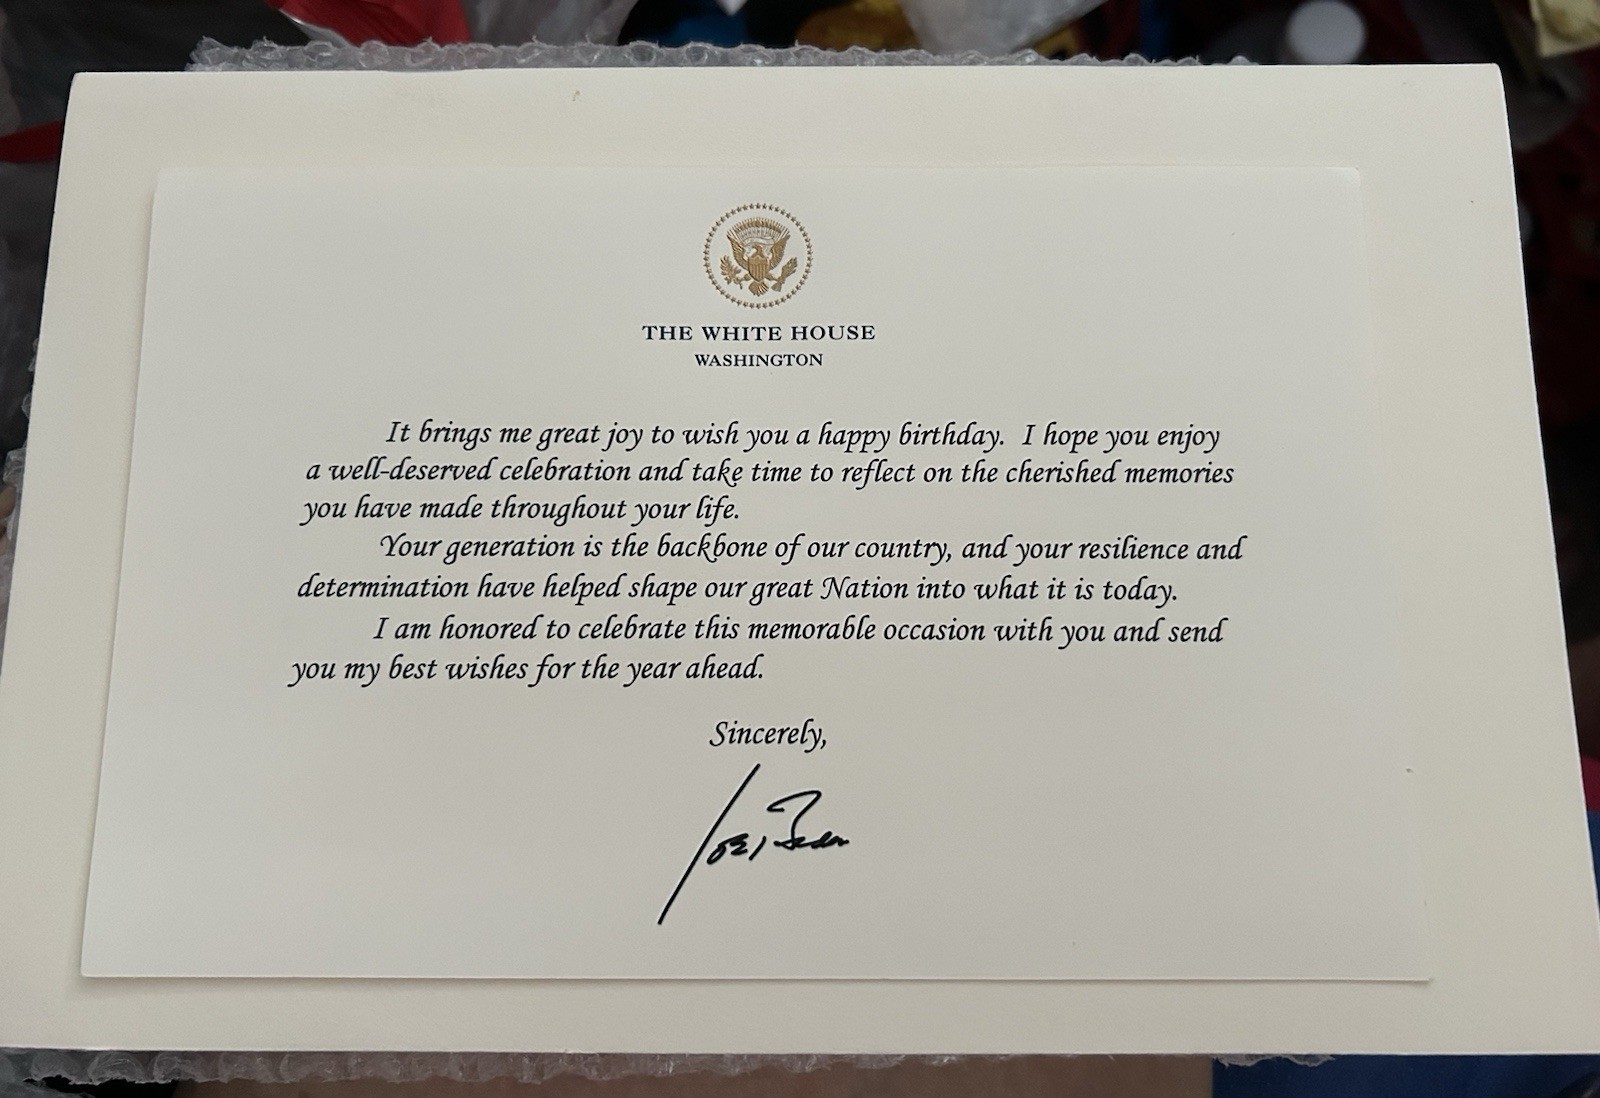 THE WHITE HOUSE
WASHINGTON
It brings me great joy to wish you a happy birthday. I hope you enjoy
a well-deserved celebration and take time to reflect on the cherished memories
you have made throughout your life.
Your generation is the backbone of our country, and your resilience and
determination have helped shape our great Nation into what it is today.
I am honored to celebrate this memorable occasion with you and send
you my best wishes for the year ahead.
Sincerely,
Joe Biden